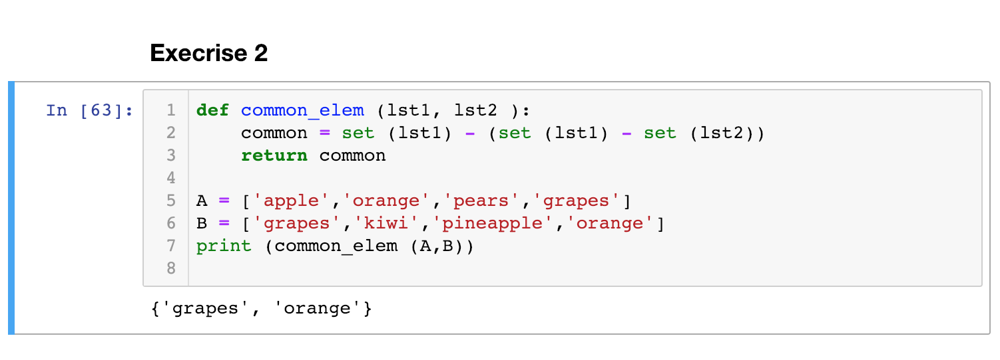 Execrise 2
In [63]:
1 def common_elem (lst1, lst2 ):
2     common = set (lst1) - (set (lst1) - set (lst2))
3     return common
4
5 A = ['apple','orange','pears','grapes']
6 B = ['grapes','kiwi','pineapple','orange']
7 print (common_elem (A,B))
8
{'grapes', 'orange'}